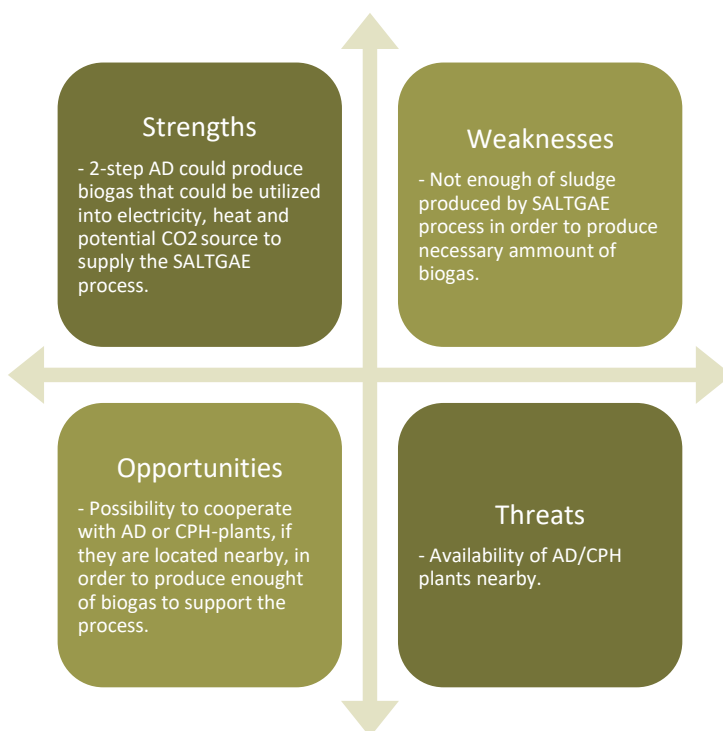 Strengths
- 2-step AD could produce
biogas that could be utilized
into electricity, heat and
potential CO2 source to
supply the SALTGAE
process.
Weaknesses
- Not enough of sludge
produced by SALTGAE
process in order to produce
necessary ammount of
biogas.
Opportunities
- Possibility to cooperate
with AD or CPH-plants, if
they are located nearby, in
order to produce enought
of biogas to support the
process.
Threats
- Availability of AD/CPH
plants nearby.